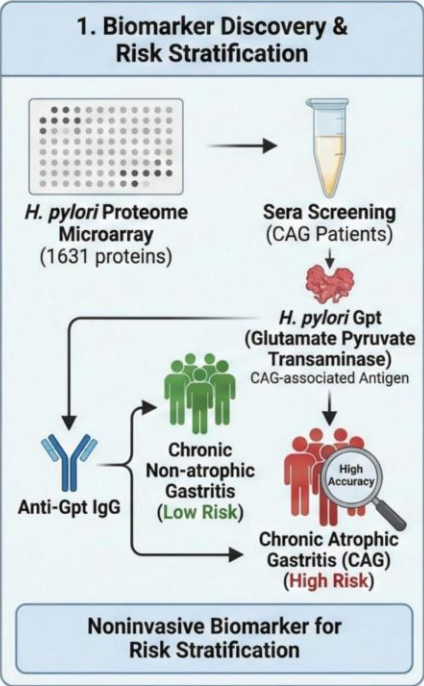 1. Biomarker Discovery &
Risk Stratification
H. pylori Proteome
Microarray
(1631 proteins)
Sera Screening
(CAG Patients)
H. pylori Gpt
(Glutamate Pyruvate
Transaminase)
CAG-associated Antigen
Anti-Gpt IgG
Chronic
Non-atrophic
Gastritis
(Low Risk)
High
Accuracy
Chronic Atrophic
Gastritis (CAG)
(High Risk)
Noninvasive Biomarker for
Risk Stratification